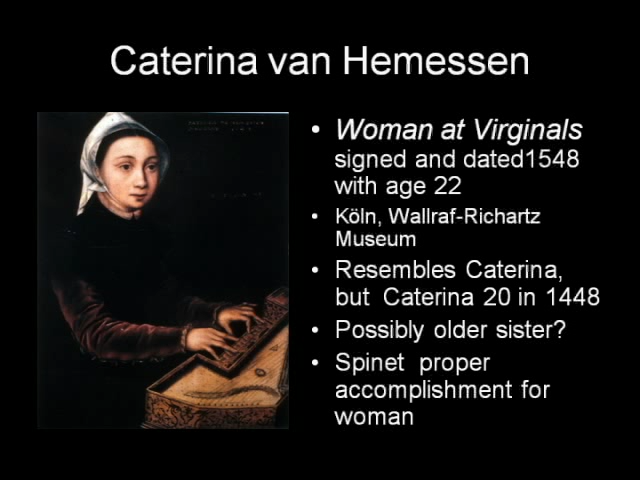 Caterina van Hemessen
• Woman at Virginals
signed and dated1548
with age 22
• Köln, Wallraf-Richartz
Museum
• Resembles Caterina,
but  Caterina 20 in 1448
• Possibly older sister?
• Spinet  proper
accomplishment for
woman